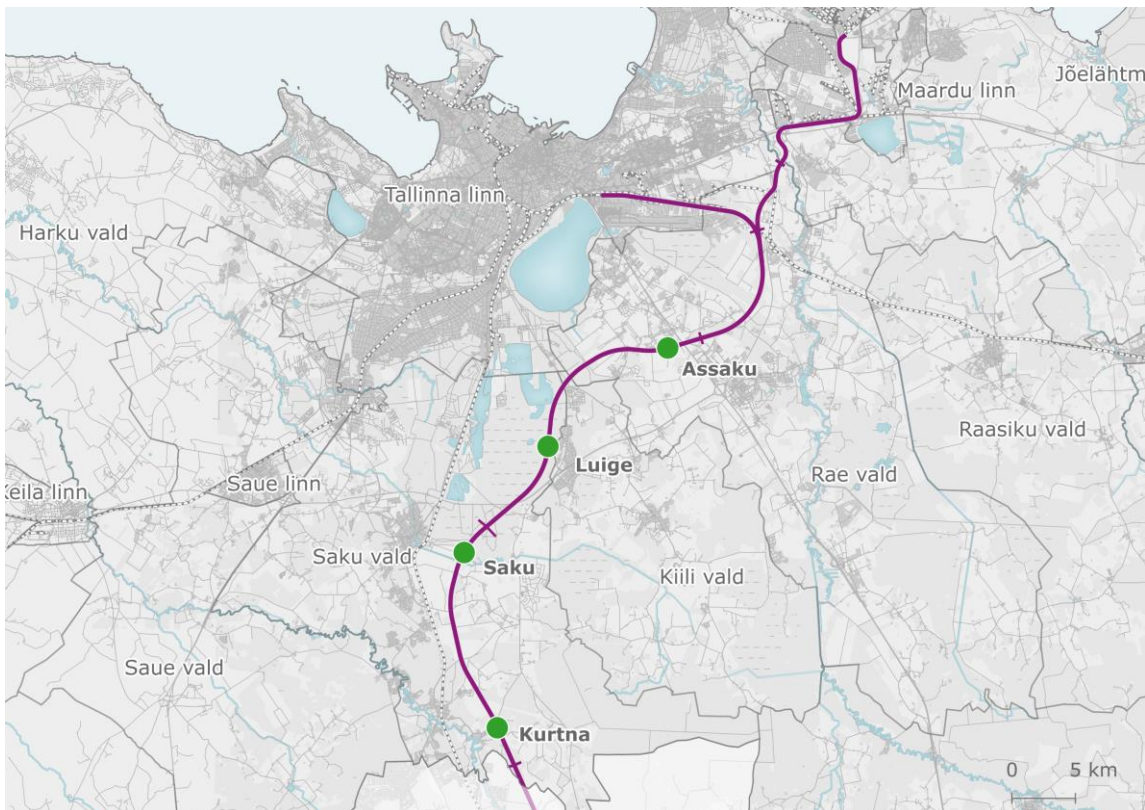 Jõelähtm
Maardu linn
Tallinna linn
Harku vald
Assaku
Raasiku vald
Luige
Rae vald
Saue linn
Keila linn
Saku vald
Saku
Kiili vald
Saue vald
Kurtna
0 5 km